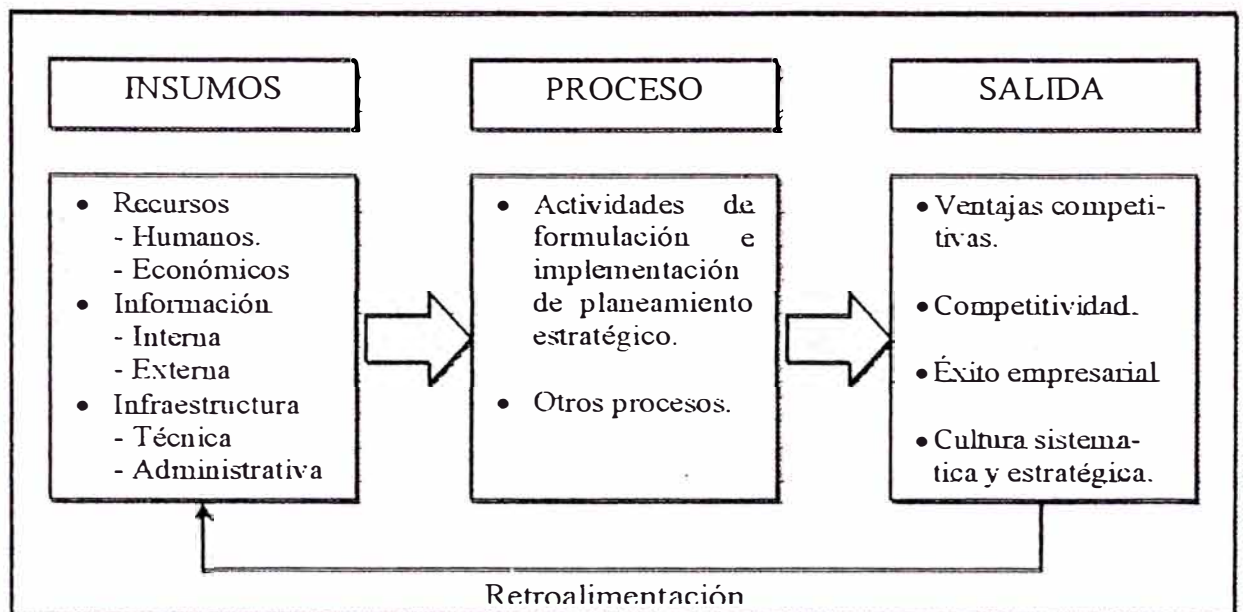 INSUMOS
PROCESO
SALIDA
• Recursos
- Humanos.
- Económicos
• Información
- Interna
- Externa
• Infraestructura
- Técnica
- Administrativa
• Actividades de
formulación e
implementación
de planeamiento
estratégico.
• Otros procesos.
• Ventajas competi-
tivas.
• Competitividad.
• Éxito empresarial
• Cultura sistema-
tica y estratégica.
Retroalimentación